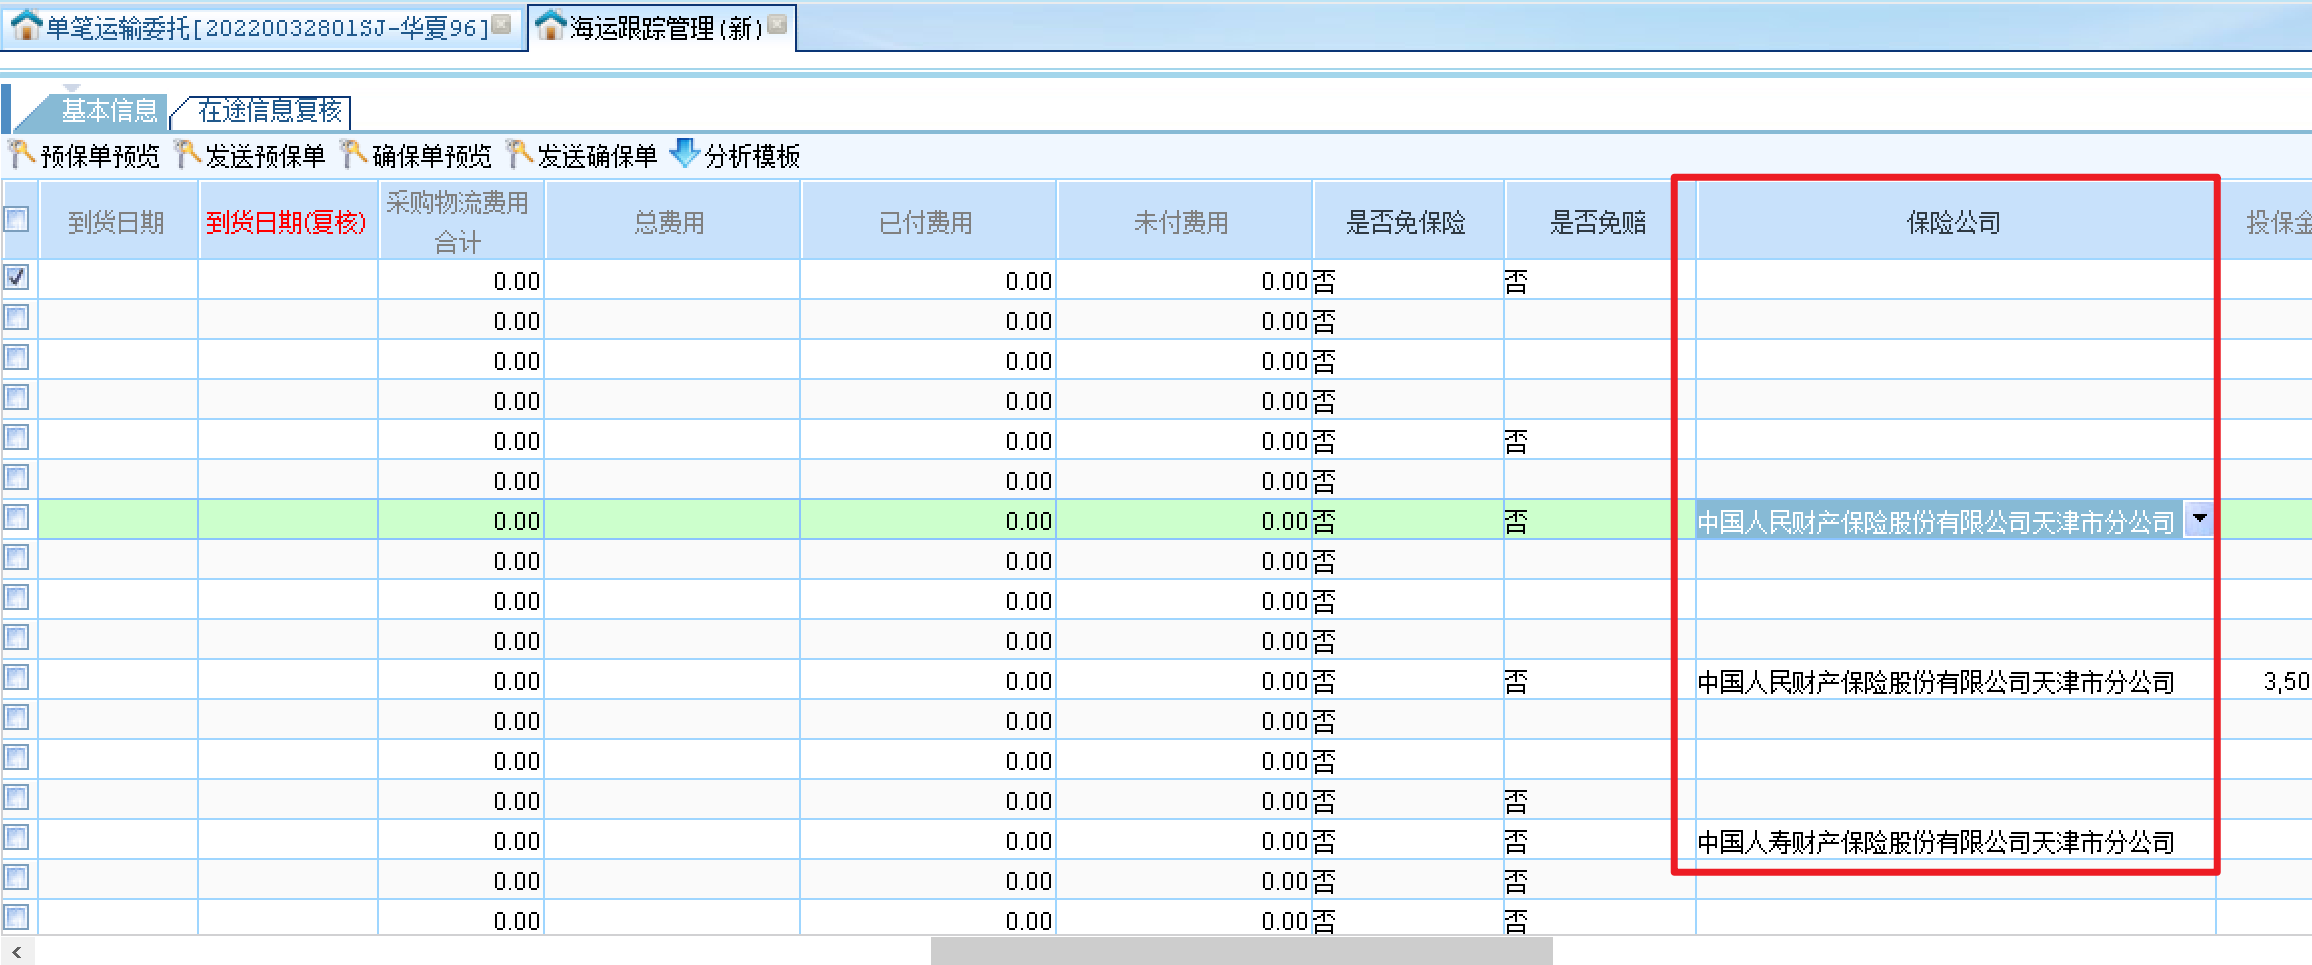 单笔运输委托[20220032801SJ-华夏96] 海运跟踪管理(新)
基本信息 在途信息复核
预保单预览 发送预保单 确保单预览 发送确保单 分析模板
到货日期 到货日期(复核) 采购物流费用合计 总费用 已付费用 未付费用 是否免保险 是否免赔 保险公司 投保金
0.00 0.00 0.00 否 否
0.00 0.00 0.00 否
0.00 0.00 0.00 否
0.00 0.00 0.00 否
0.00 0.00 0.00 否 否
0.00 0.00 0.00 否
0.00 0.00 0.00 否 否 中国人民财产保险股份有限公司天津市分公司
0.00 0.00 0.00 否
0.00 0.00 0.00 否
0.00 0.00 0.00 否
0.00 0.00 0.00 否 否 中国人民财产保险股份有限公司天津市分公司 3,50
0.00 0.00 0.00 否
0.00 0.00 0.00 否
0.00 0.00 0.00 否 否
0.00 0.00 0.00 否 否 中国人寿财产保险股份有限公司天津市分公司
0.00 0.00 0.00 否 否
0.00 0.00 0.00 否 否